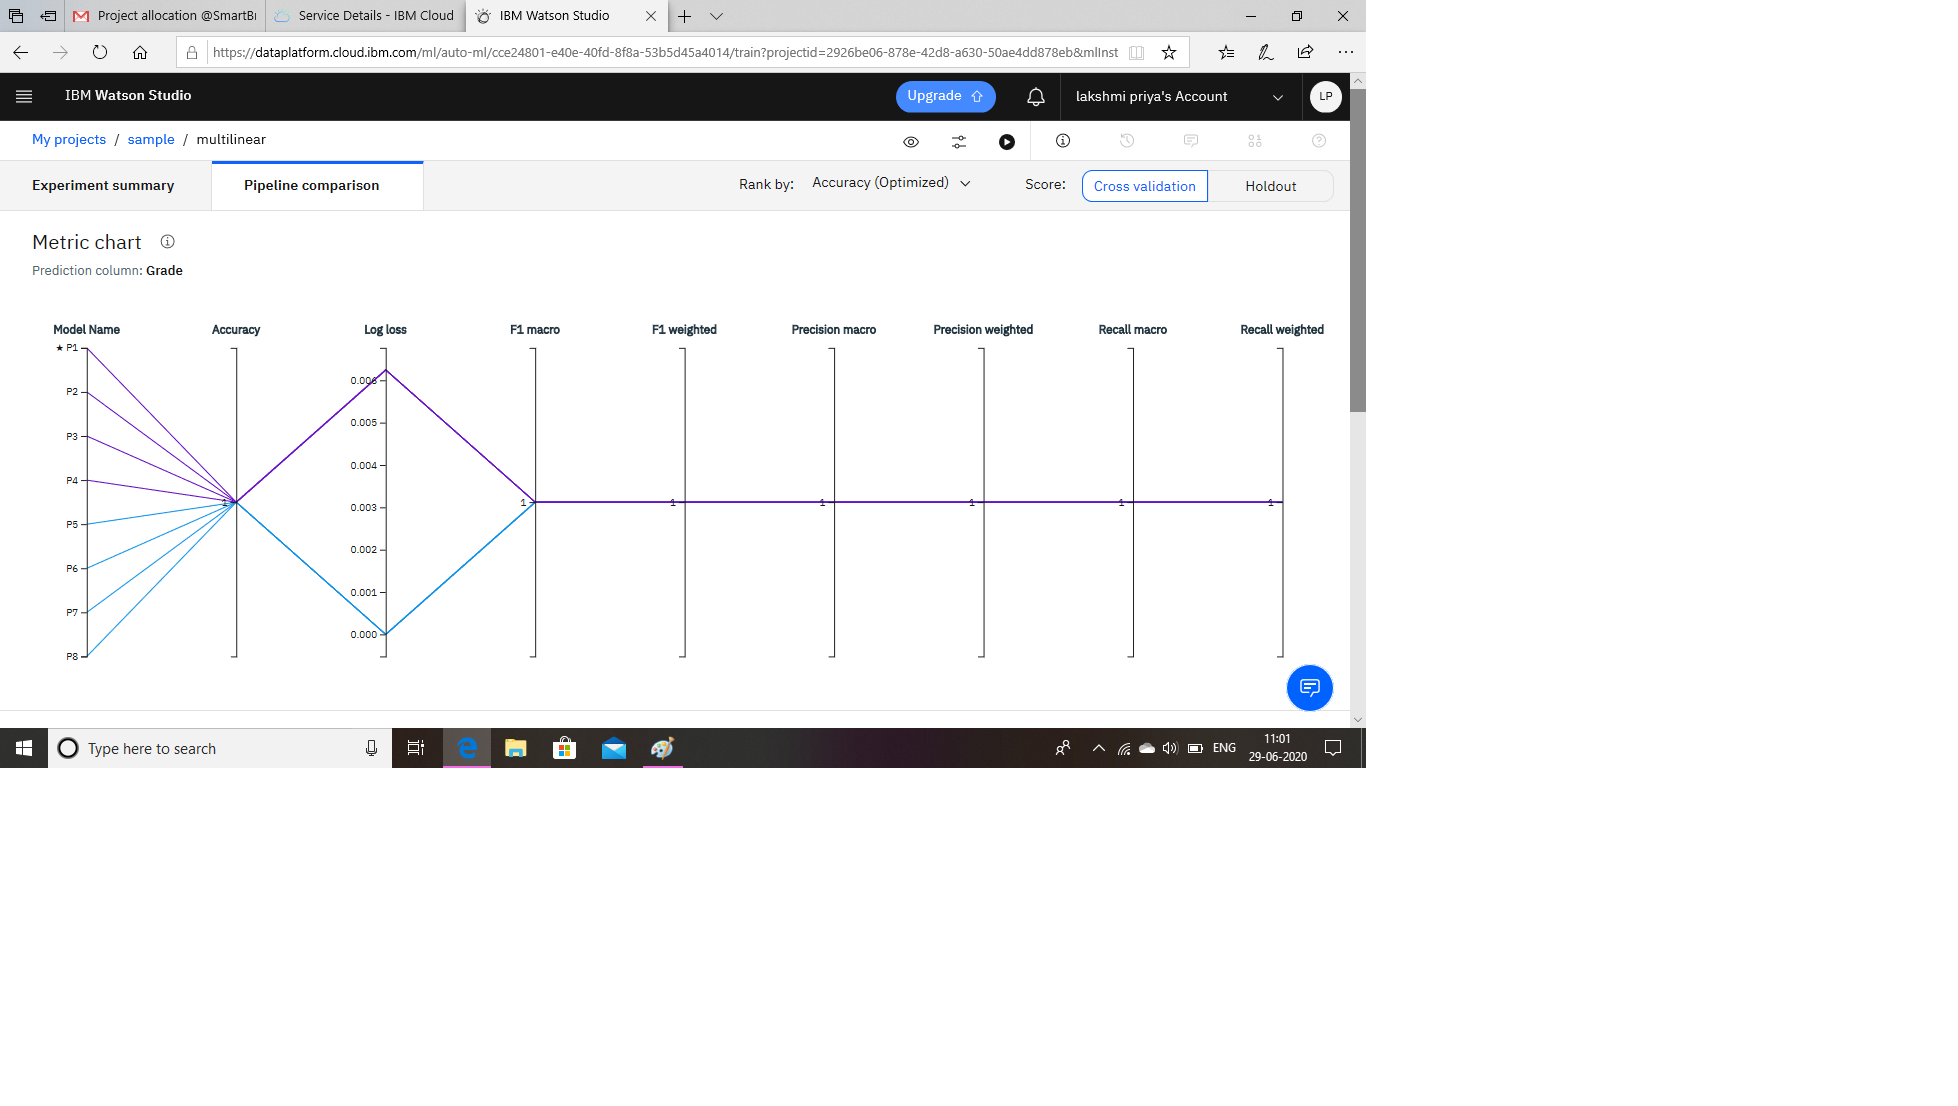 Project allocation @SmartBr
Service Details - IBM Cloud
IBM Watson Studio
https://dataplatform.cloud.ibm.com/ml/auto-ml/cce24801-e40e-40fd-8f8a-53b5d45a4014/train?projectid=2926be06-878e-42d8-a630-50ae4dd878eb&mlInst
IBM Watson Studio
Upgrade
lakshmi priya's Account
LP
My projects / sample / multilinear
Experiment summary
Pipeline comparison
Rank by: Accuracy (Optimized)
Score: Cross validation Holdout
Metric chart
Prediction column: Grade
Model Name Accuracy Log loss F1 macro F1 weighted Precision macro Precision weighted Recall macro Recall weighted
★ P1
P2
P3
P4
P5
P6
P7
P8
1
0.006
0.005
0.004
0.003
0.002
0.001
0.000
1
1
1
1
1
1
Type here to search
ENG
11:01
29-06-2020